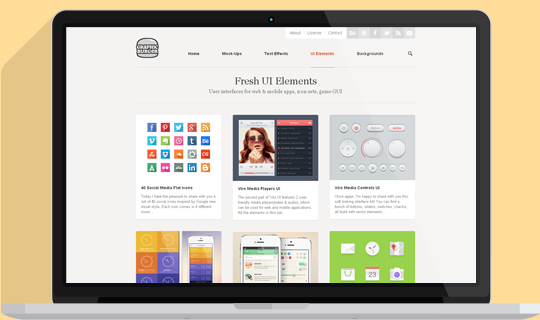 About License Contact
GRAPHIC BURGER
Home Mock-Ups Text Effects UI Elements Backgrounds
Fresh UI Elements
User interfaces for web & mobile apps, icon sets, game GUI
40 Social Media Flat Icons
Today I have the pleasure to share with you a
set of 40 social icons inspired by Google new
visual style. Each icon comes in 4 different
Vire Media Players UI
The second part of Vire UI Buttons 2 user-
friendly media players(video & audio), which
can be used for web and mobile applications.
All the elements in this set
Vire Media Controls UI
Once again, I'm happy to share with you this
soft looking interface kit! You can find a
bunch of buttons, sliders, switches, checks,
all build with vector elements
23